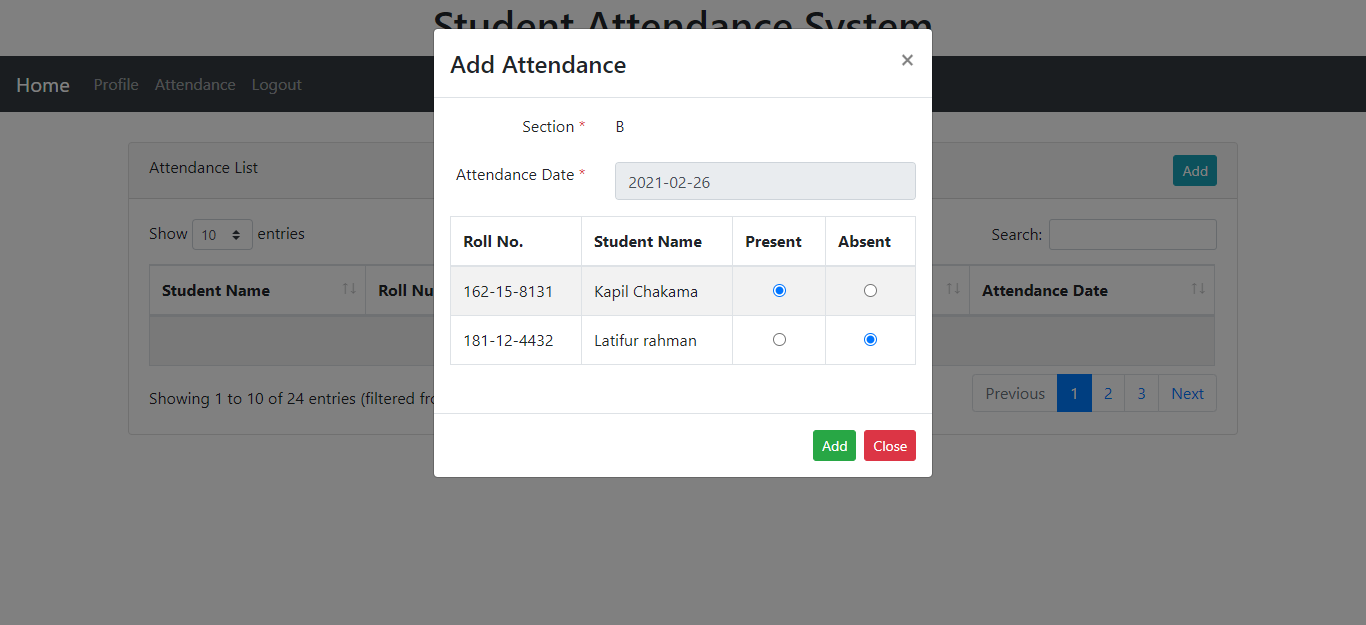 Student Attendance System
Home Profile Attendance Logout
Attendance List
Add
Show 10 entries
Search:
Student Name
Roll Nu
Attendance Date
Showing 1 to 10 of 24 entries (filtered fro
Previous 1 2 3 Next
Add Attendance ×
Section * B
Attendance Date * 2021-02-26
Roll No. Student Name Present Absent
162-15-8131 Kapil Chakama
181-12-4432 Latifur rahman
Add Close